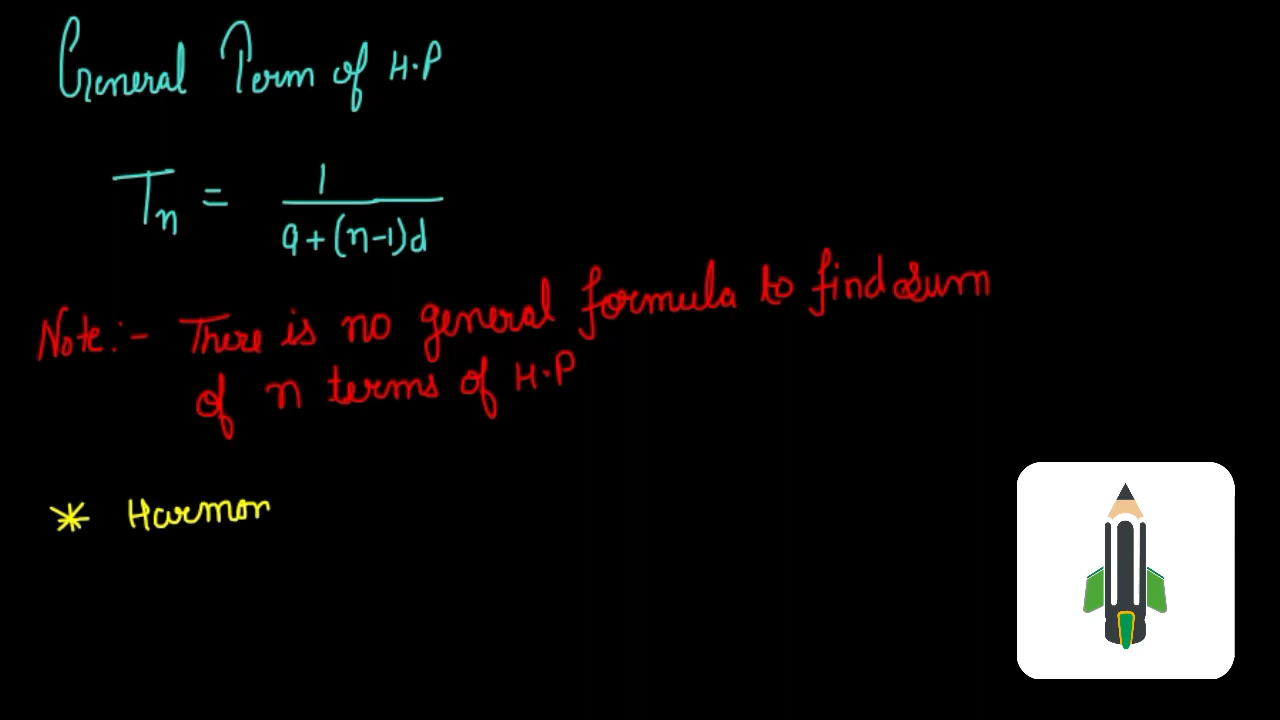 General Term of H.P
Tn = 1 / a+(n-1)d
Note:- There is no general formula to find sum
of n terms of H.P
* Harmon